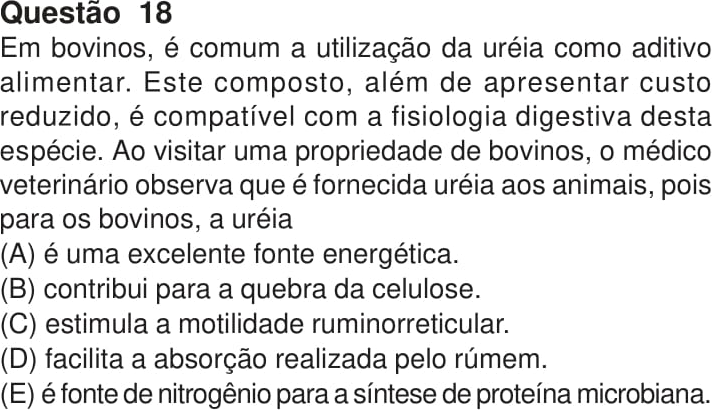 Questão 18
Em bovinos, é comum a utilização da uréia como aditivo
alimentar. Este composto, além de apresentar custo
reduzido, é compatível com a fisiologia digestiva desta
espécie. Ao visitar uma propriedade de bovinos, o médico
veterinário observa que é fornecida uréia aos animais, pois
para os bovinos, a uréia
(A) é uma excelente fonte energética.
(B) contribui para a quebra da celulose.
(C) estimula a motilidade ruminorreticular.
(D) facilita a absorção realizada pelo rúmem.
(E) é fonte de nitrogênio para a síntese de proteína microbiana.